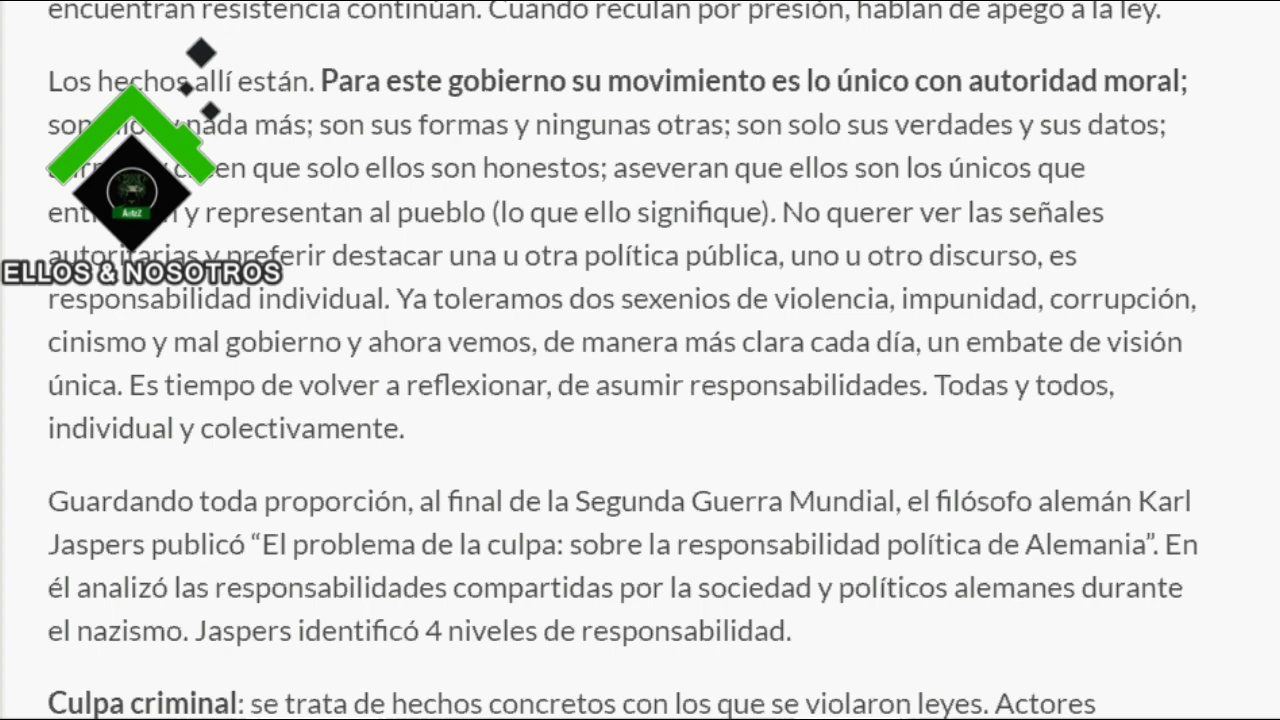 encuentran resistencia continúan. Cuando reculan por presión, hablan de apego a la ley.
Los hechos allí están. Para este gobierno su movimiento es lo único con autoridad moral;
son y nada más; son sus formas y ningunas otras; son solo sus verdades y sus datos;
y creen que solo ellos son honestos; aseveran que ellos son los únicos que
y representan al pueblo (lo que ello signifique). No querer ver las señales
autoritarias y preferir destacar una u otra política pública, uno u otro discurso, es
ELLOS & NOSOTROS
responsabilidad individual. Ya toleramos dos sexenios de violencia, impunidad, corrupción,
cinismo y mal gobierno y ahora vemos, de manera más clara cada día, un embate de visión
única. Es tiempo de volver a reflexionar, de asumir responsabilidades. Todas y todos,
individual y colectivamente.
Guardando toda proporción, al final de la Segunda Guerra Mundial, el filósofo alemán Karl
Jaspers publicó “El problema de la culpa: sobre la responsabilidad política de Alemania”. En
él analizó las responsabilidades compartidas por la sociedad y políticos alemanes durante
el nazismo. Jaspers identificó 4 niveles de responsabilidad.
Culpa criminal: se trata de hechos concretos con los que se violaron leyes. Actores